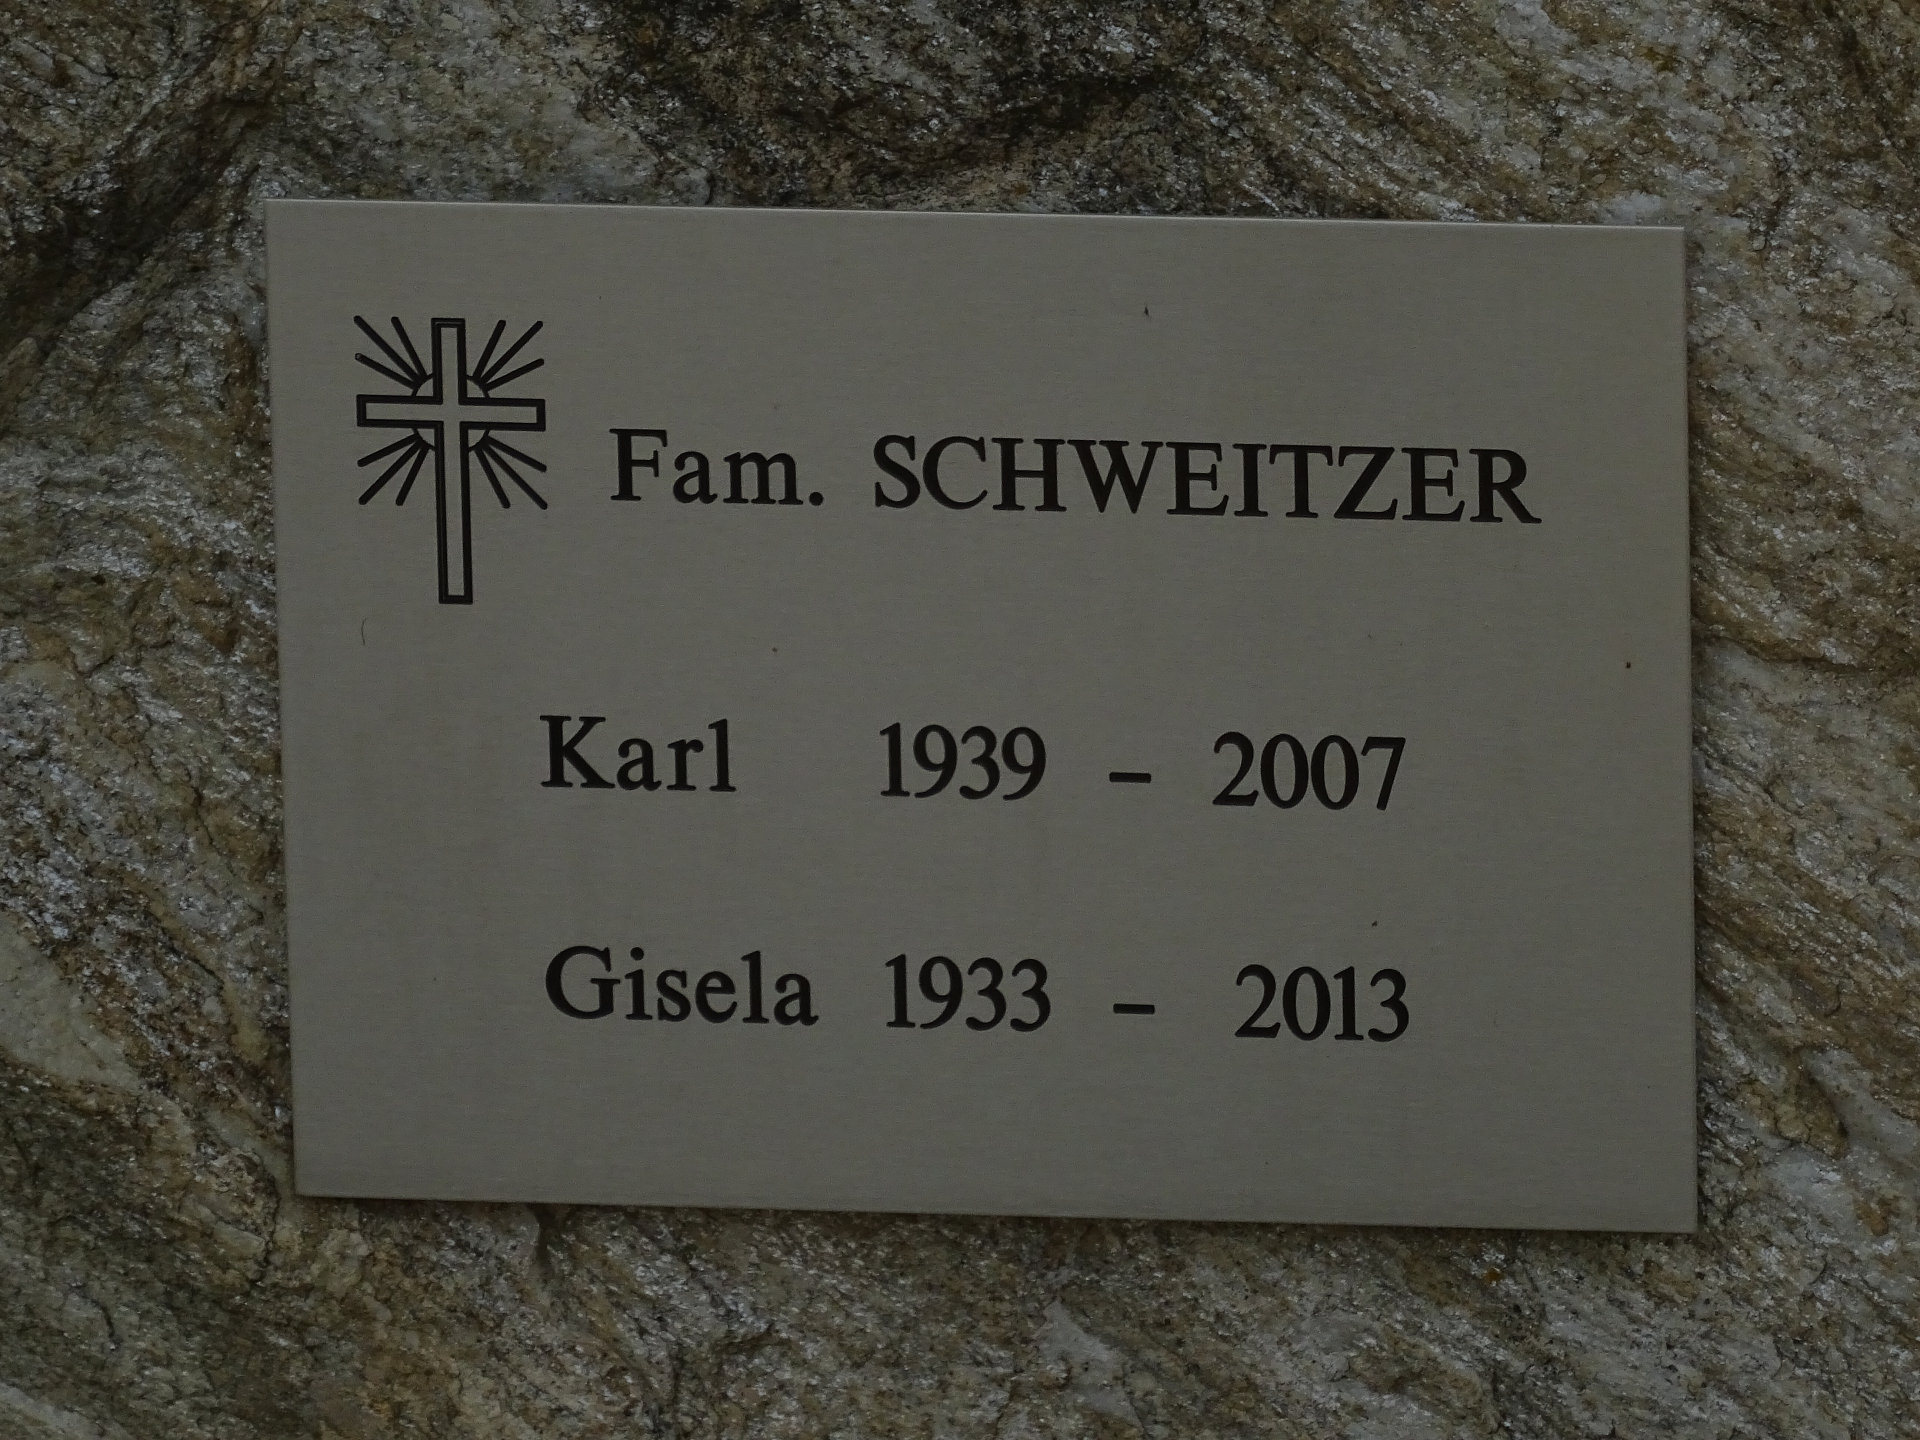 Fam. SCHWEITZER
Karl 1939 - 2007
Gisela 1933 - 2013